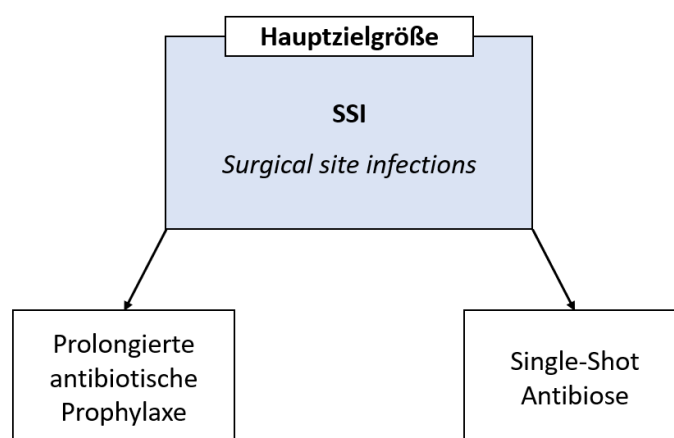 Hauptzielgröße
SSI
Surgical site infections
Prolongierte
antibiotische
Prophylaxe
Single-Shot
Antibiose